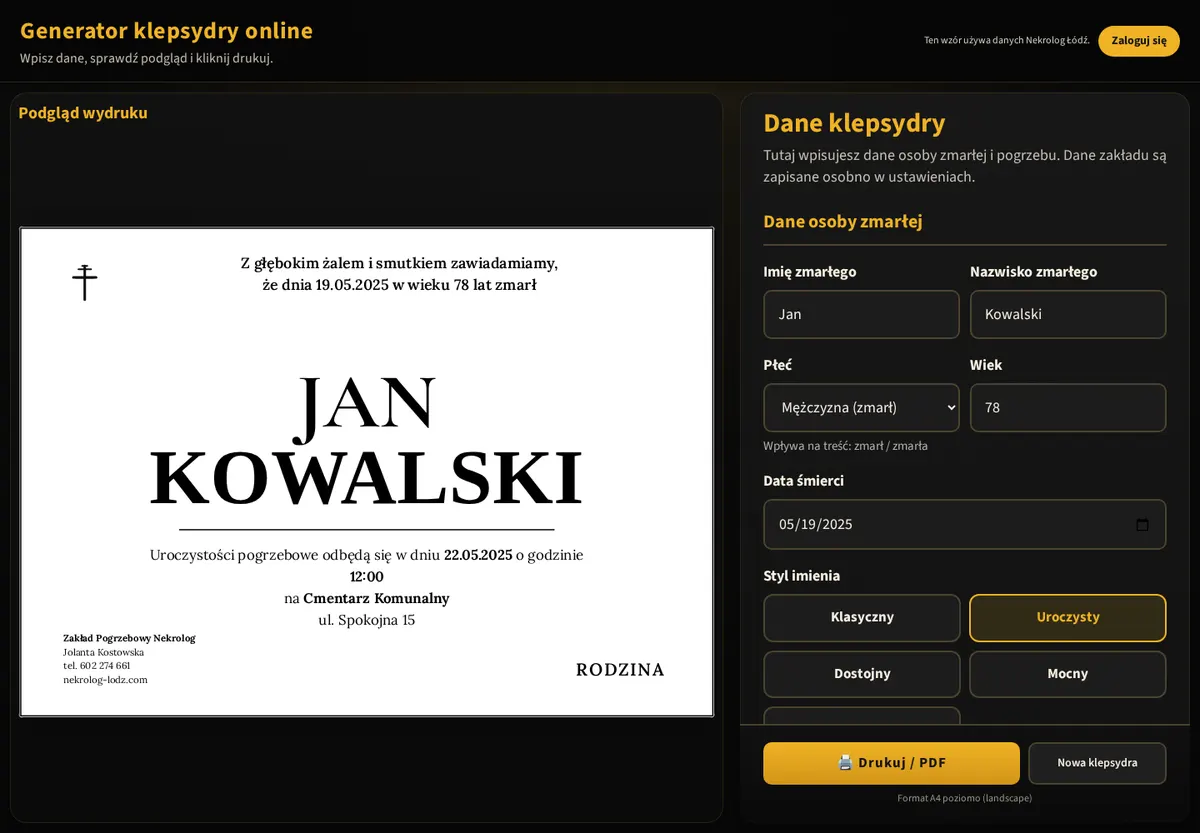 Generator klepsydry online
Wpisz dane, sprawdź podgląd i kliknij drukuj.
Ten wzór używa danych Nekrolog Łódź.
Zaloguj się
Podgląd wydruku
Z głębokim żalem i smutkiem zawiadamiamy,
że dnia 19.05.2025 w wieku 78 lat zmarł
JAN
KOWALSKI
Uroczystości pogrzebowe odbędą się w dniu 22.05.2025 o godzinie
12:00
na Cmentarz Komunalny
ul. Spokojna 15
Zakład Pogrzebowy Nekrolog
Jolanta Kostowska
tel. 602 274 661
nekrolog-lodz.com
RODZINA
Dane klepsydry
Tutaj wpisujesz dane osoby zmarłej i pogrzebu. Dane zakładu są
zapisane osobno w ustawieniach.
Dane osoby zmarłej
Imię zmarłego
Nazwisko zmarłego
Jan
Kowalski
Płeć
Wiek
Mężczyzna (zmarł)
78
Wpływa na treść: zmarł / zmarła
Data śmierci
05/19/2025
Styl imienia
Klasyczny
Uroczysty
Dostojny
Mocny
Drukuj / PDF
Nowa klepsydra
Format A4 poziomo (landscape)